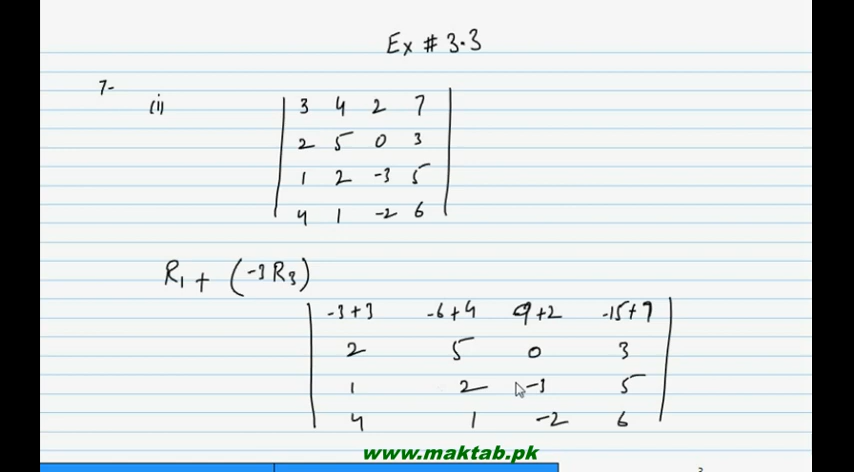 Ex # 3.3
7-
(i)
3 4 2 7
2 5 0 3
1 2 -3 5
4 1 -2 6
R1 + (-3R3)
-3+3 -6+4 9+2 -15+7
2 5 0 3
1 2 -3 5
4 1 -2 6
www.maktab.pk